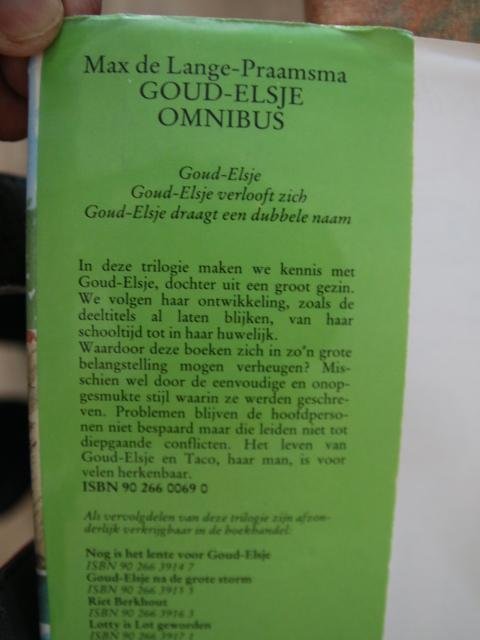 Max de Lange-Praamsma
GOUD-ELSJE
OMNIBUS
Goud-Elsje
Goud-Elsje verlooft zich
Goud-Elsje draagt een dubbele naam
In deze trilogie maken we kennis met
Goud-Elsje, dochter uit een groot gezin.
We volgen haar ontwikkeling, zoals de
deeltitels al laten blijken, van haar
schooltijd tot in haar huwelijk.
Waardoor deze boeken zich in zo'n grote
belangstelling mogen verheugen? Mis-
schien wel door de eenvoudige en onop-
gesmukte stijl waarin ze werden geschre-
ven. Problemen blijven de hoofdperso-
nen niet bespaard maar die leiden niet tot
diepgaande conflicten. Het leven van
Goud-Elsje en Taco, haar man, is voor
velen herkenbaar.
ISBN 90 266 0069 0
Als vervolgdelen van deze trilogie zijn afzon-
derlijk verkrijgbaar in de boekhandel:
Nog is het lente voor Goud-Elsje
ISBN 90 266 3914 7
Goud-Elsje na de grote storm
ISBN 90 266 3915 5
Riet Berkhout
ISBN 90 266 3916 3
Lotty is Lot geworden
ISBN 90 266 3917 1